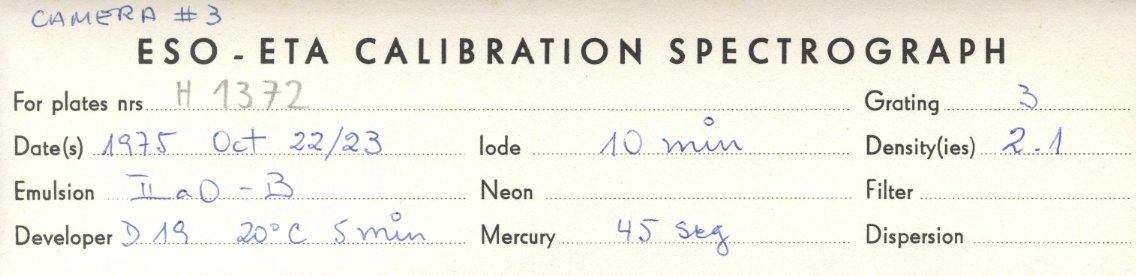 CAMERA # 3
ESO - ETA CALIBRATION SPECTROGRAPH
For plates nrs H 1372 Grating 3
Date(s) 1975 Oct 22/23 Iode 10 min Density(ies) 2.1
Emulsion II a O - B Neon Filter
Developer D 19 20°C 5 min Mercury 45 seg Dispersion